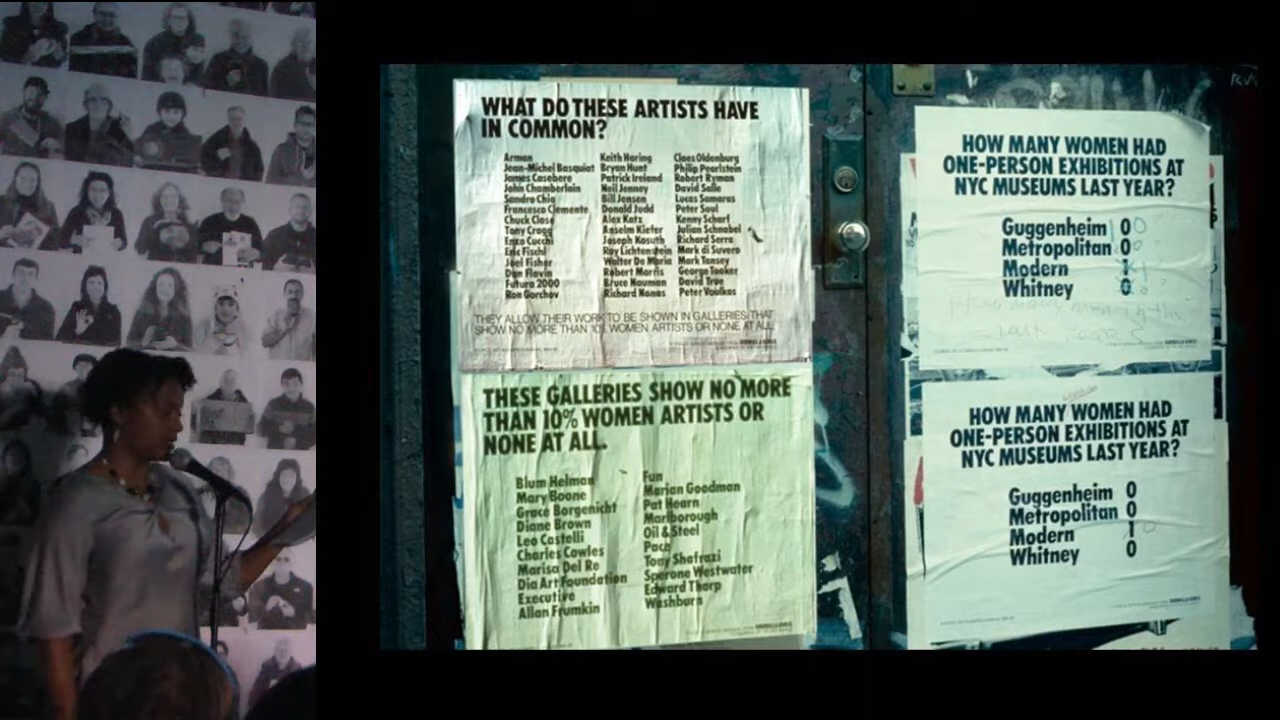 WHAT DO THESE ARTISTS HAVE
IN COMMON?
Arman
Jean-Michel Basquiat
James Casebere
John Chamberlain
Sandro Chia
Francesco Clemente
Chuck Close
Tony Cragg
Enzo Cucchi
Eric Fischl
Joel Fisher
Dan Flavin
Futura 2000
Ron Gorchov
Keith Haring
Bryan Hunt
Patrick Ireland
Neil Jenney
Bill Jensen
Donald Judd
Alex Katz
Anselm Kiefer
Joseph Kosuth
Roy Lichtenstein
Walter De Maria
Robert Morris
Bruce Nauman
Richard Nonas
Claes Oldenburg
Philip Pearlstein
Robert Ryman
David Salle
Lucas Samaras
Peter Saul
Kenny Scharf
Julian Schnabel
Richard Serra
Mark di Suvero
Mark Tansey
George Tooker
David True
Peter Voulkos
THEY ALLOW THEIR WORK TO BE SHOWN IN GALLERIES THAT
SHOW NO MORE THAN 10% WOMEN ARTISTS OR NONE AT ALL
THESE GALLERIES SHOW NO MORE
THAN 10% WOMEN ARTISTS OR
NONE AT ALL.
Blum Helman
Mary Boone
Grace Borgenicht
Diane Brown
Leo Castelli
Charles Cowles
Marisa Del Re
Dia Art Foundation
Executive
Allan Frumkin
Fun
Marian Goodman
Pat Hearn
Marlborough
Oil & Steel
Pace
Tony Shafrazi
Sperone Westwater
Edward Thorp
Washburn
HOW MANY WOMEN HAD
ONE-PERSON EXHIBITIONS AT
NYC MUSEUMS LAST YEAR?
Guggenheim 0
Metropolitan 0
Modern 1
Whitney 0
HOW MANY WOMEN HAD
ONE-PERSON EXHIBITIONS AT
NYC MUSEUMS LAST YEAR?
Guggenheim 0
Metropolitan 0
Modern 1
Whitney 0